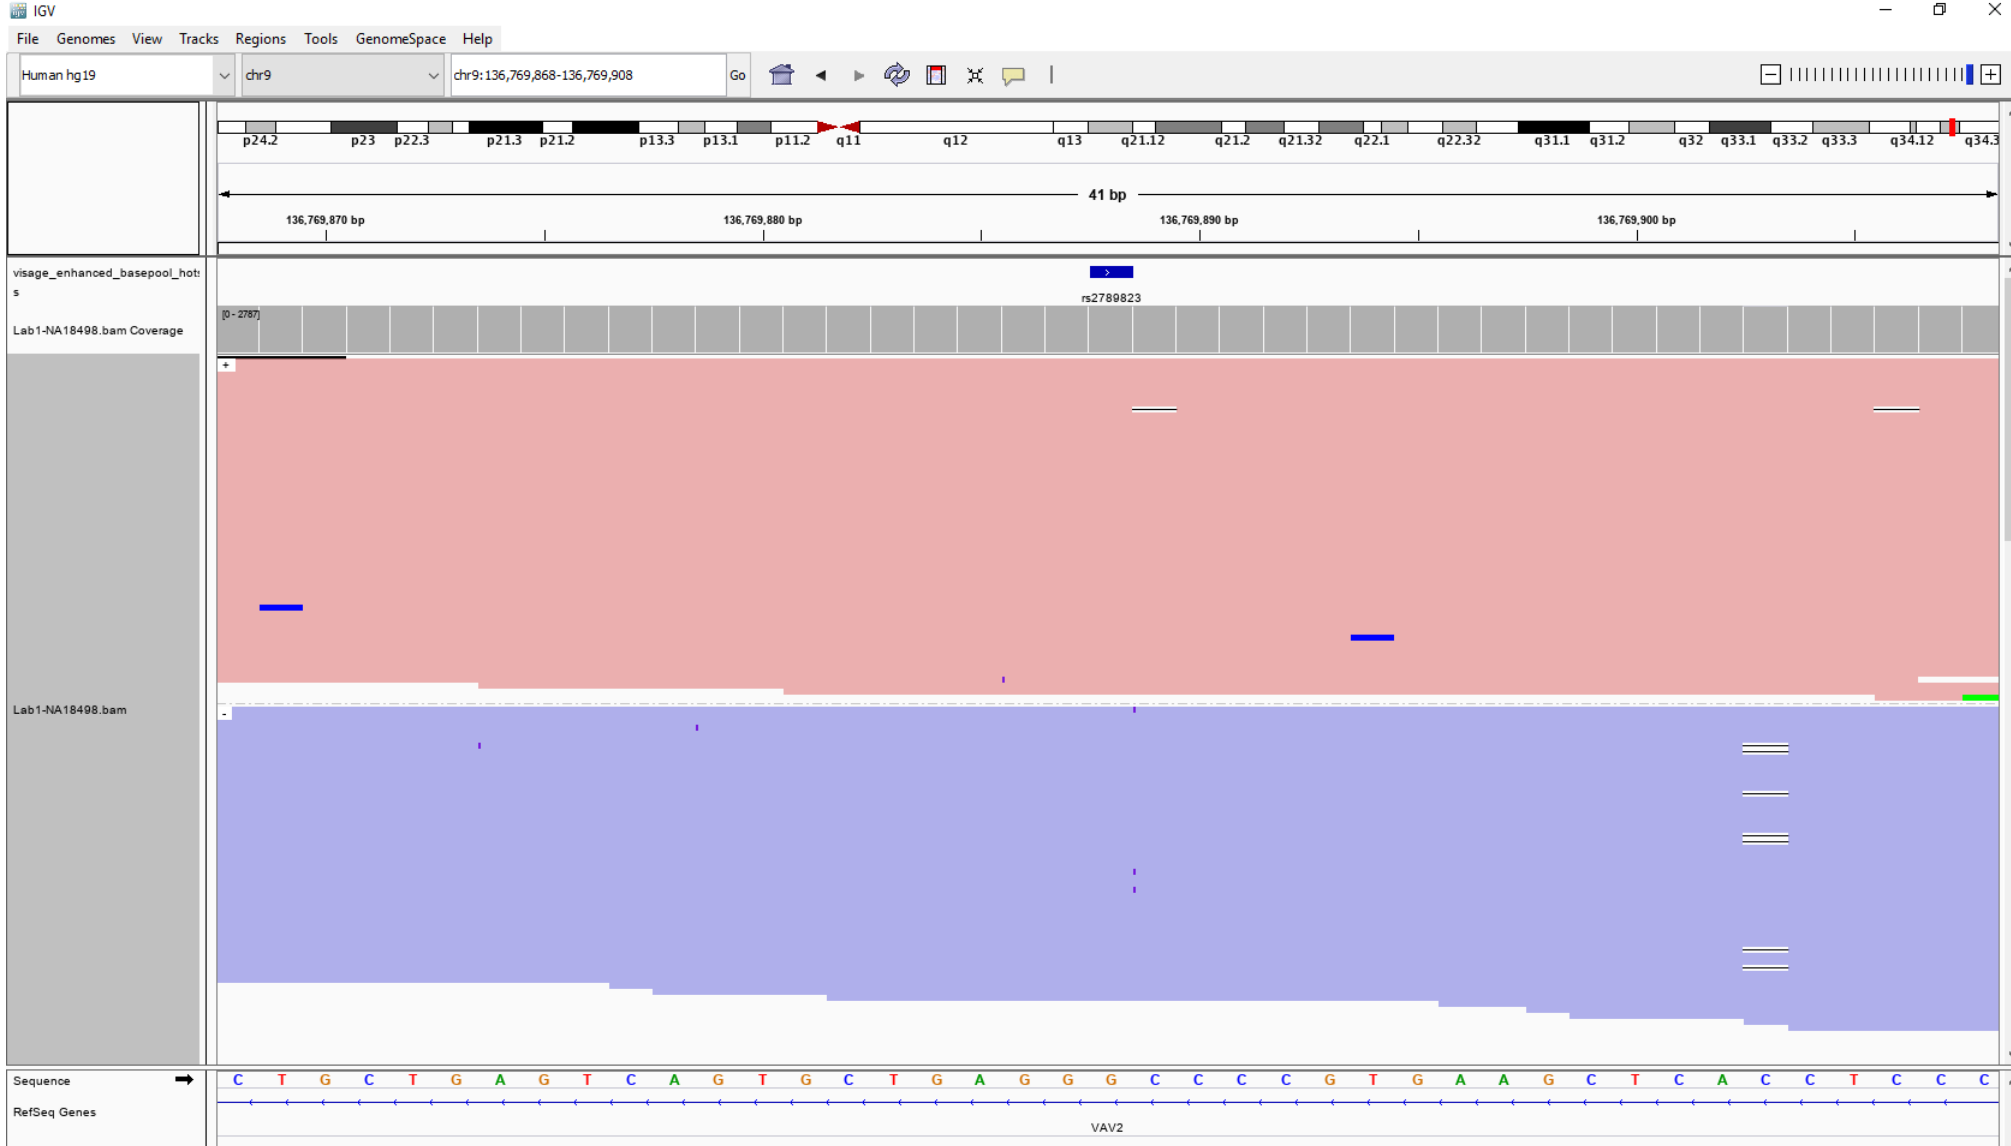 IGV
File Genomes View Tracks Regions Tools GenomeSpace Help
Human hg19 chr9 chr9:136,769,868-136,769,908 Go
p24.2 p23 p22.3 p21.3 p21.2 p13.3 p13.1 p11.2 q11 q12 q13 q21.12 q21.2 q21.32 q22.1 q22.32 q31.1 q31.2 q32 q33.1 q33.2 q33.3 q34.12 q34.3
41 bp
136,769,870 bp 136,769,880 bp 136,769,890 bp 136,769,900 bp
visage_enhanced_basepool_hots
s
rs2789823
[0 - 2787]
Lab1-NA18498.bam Coverage
+
Lab1-NA18498.bam
-
Sequence C T G C T G A G T C A G T G C T G A G G G C C C C G T G A A G C T C A C C T C C C
RefSeq Genes
VAV2